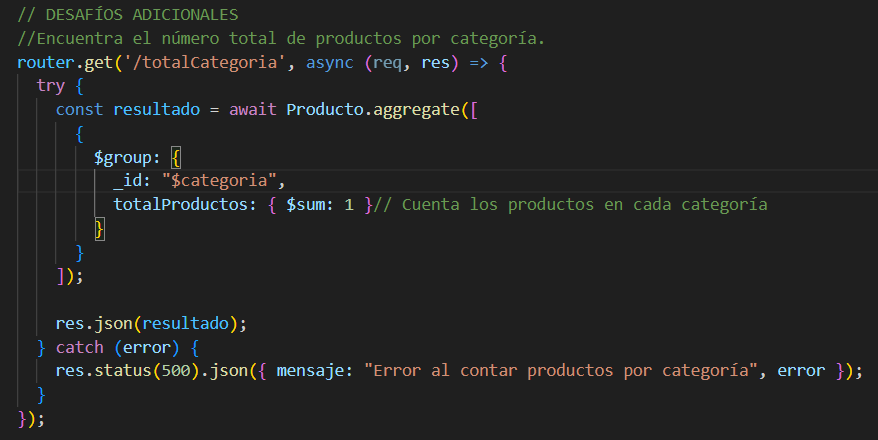 // DESAFÍOS ADICIONALES
//Encuentra el número total de productos por categoría.
router.get('/totalCategoria', async (req, res) => {
  try {
    const resultado = await Producto.aggregate([
      {
        $group: {
          _id: "$categoria",
          totalProductos: { $sum: 1 }// Cuenta los productos en cada categoría
        }
      }
    ]);

    res.json(resultado);
  } catch (error) {
    res.status(500).json({ mensaje: "Error al contar productos por categoría", error });
  }
});